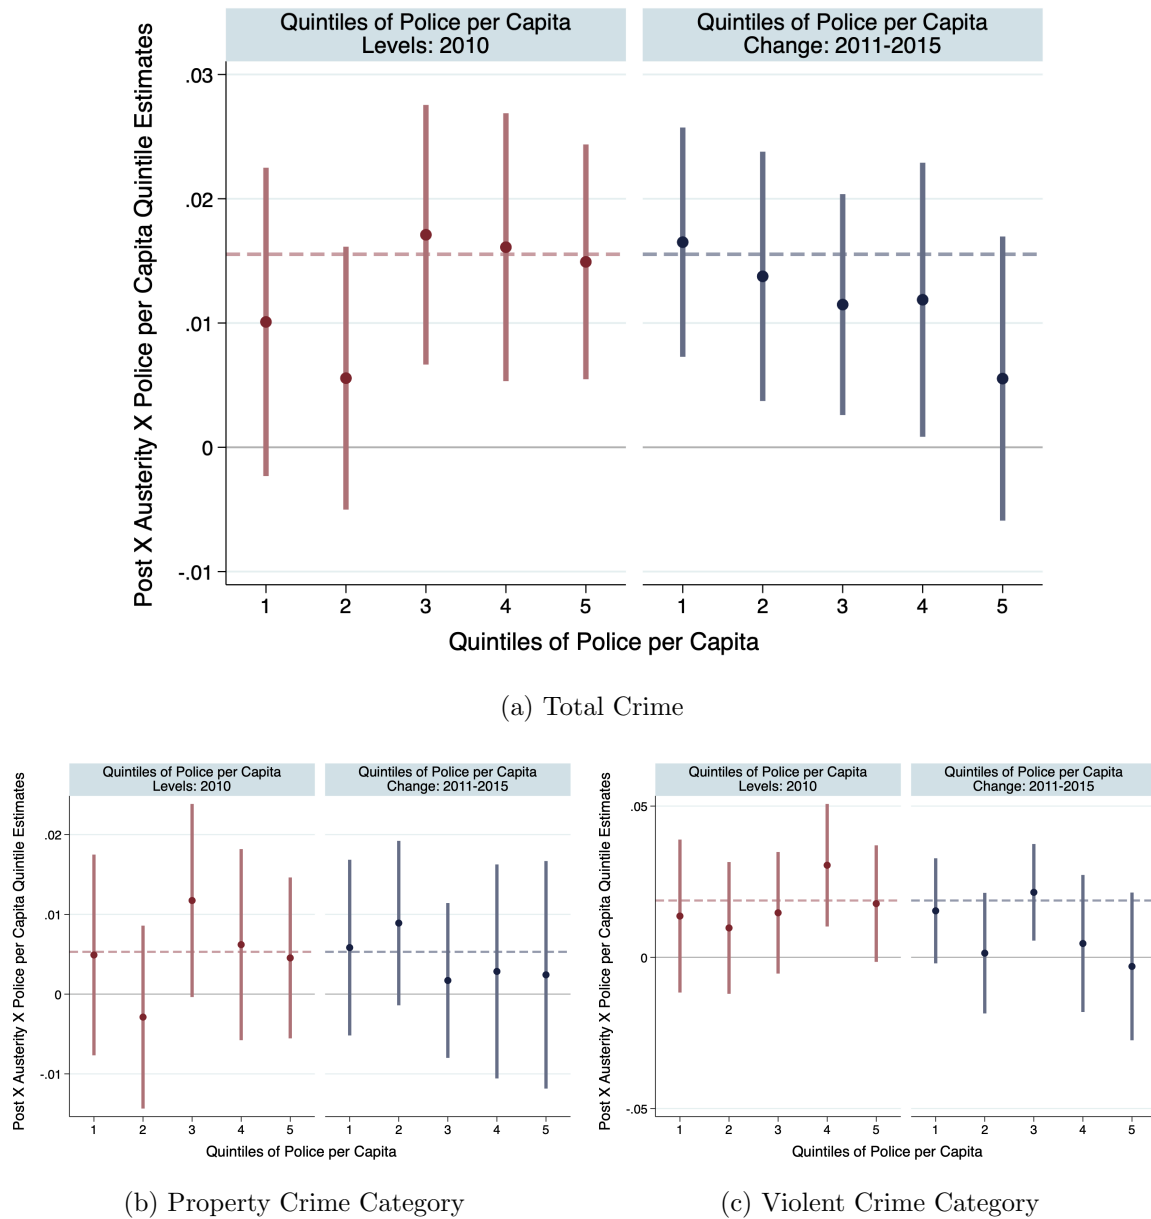 Quintiles of Police per Capita
Levels: 2010
Quintiles of Police per Capita
Change: 2011-2015
Post X Austerity X Police per Capita Quintile Estimates
.03
.02
.01
0
-.01
1 2 3 4 5 1 2 3 4 5
Quintiles of Police per Capita
(a) Total Crime
Quintiles of Police per Capita
Levels: 2010
Quintiles of Police per Capita
Change: 2011-2015
Post X Austerity X Police per Capita Quintile Estimates
.02
.01
0
-.01
1 2 3 4 5 1 2 3 4 5
Quintiles of Police per Capita
(b) Property Crime Category
Quintiles of Police per Capita
Levels: 2010
Quintiles of Police per Capita
Change: 2011-2015
Post X Austerity X Police per Capita Quintile Estimates
.05
0
-.05
1 2 3 4 5 1 2 3 4 5
Quintiles of Police per Capita
(c) Violent Crime Category